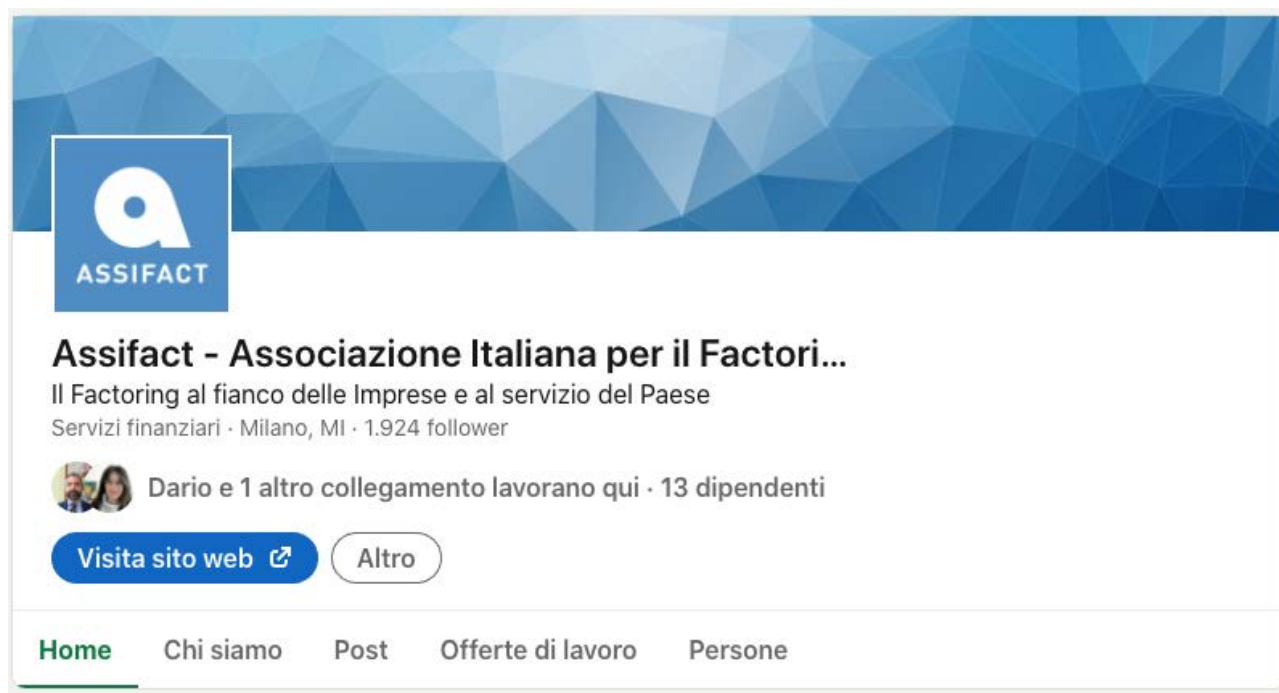 ASSIFACT
Assifact - Associazione Italiana per il Factori...
Il Factoring al fianco delle Imprese e al servizio del Paese
Servizi finanziari · Milano, MI · 1.924 follower
Dario e 1 altro collegamento lavorano qui · 13 dipendenti
Visita sito web Altro
Home Chi siamo Post Offerte di lavoro Persone